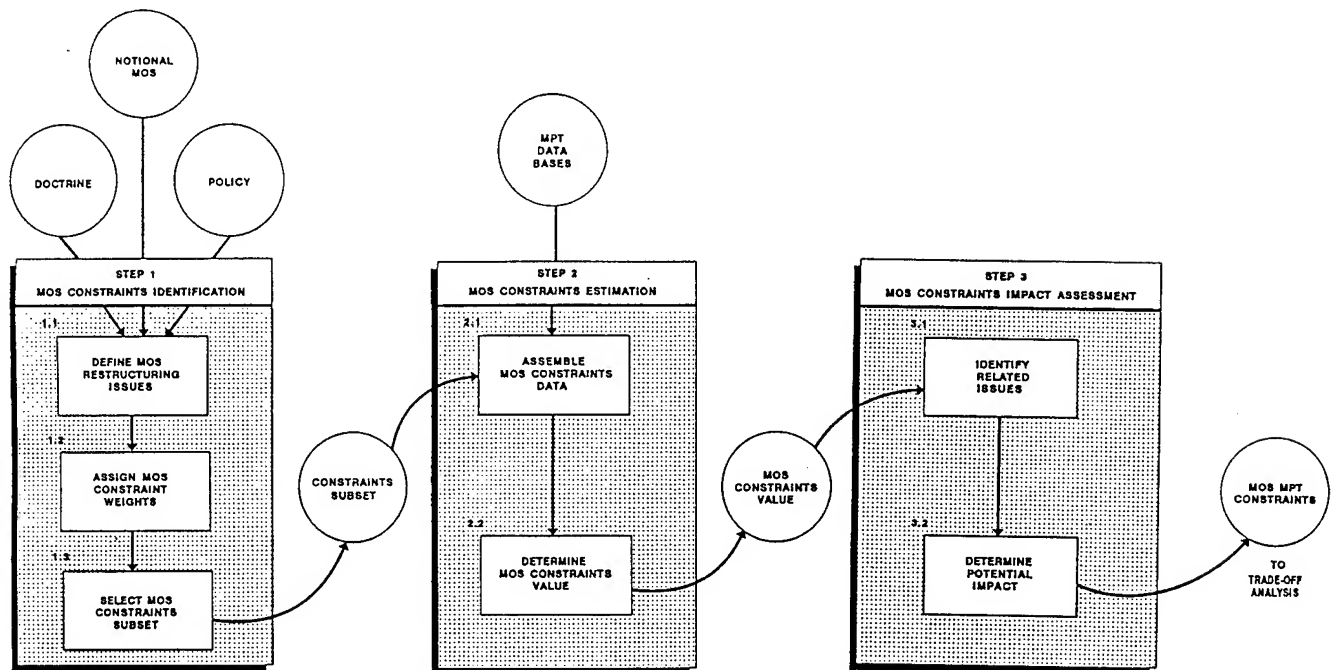 NOTIONAL
MOS
DOCTRINE
POLICY
STEP 1
MOS CONSTRAINTS IDENTIFICATION
1.1
DEFINE MOS
RESTRUCTURING
ISSUES
1.2
ASSIGN MOS
CONSTRAINT
WEIGHTS
1.3
SELECT MOS
CONSTRAINTS
SUBSET
CONSTRAINTS
SUBSET
MPT
DATA
BASES
STEP 2
MOS CONSTRAINTS ESTIMATION
2.1
ASSEMBLE
MOS CONSTRAINTS
DATA
2.2
DETERMINE
MOS CONSTRAINTS
VALUE
MOS
CONSTRAINTS
VALUE
STEP 3
MOS CONSTRAINTS IMPACT ASSESSMENT
3.1
IDENTIFY
RELATED
ISSUES
3.2
DETERMINE
POTENTIAL
IMPACT
MOS MPT
CONSTRAINTS
TO
TRADE-OFF
ANALYSIS